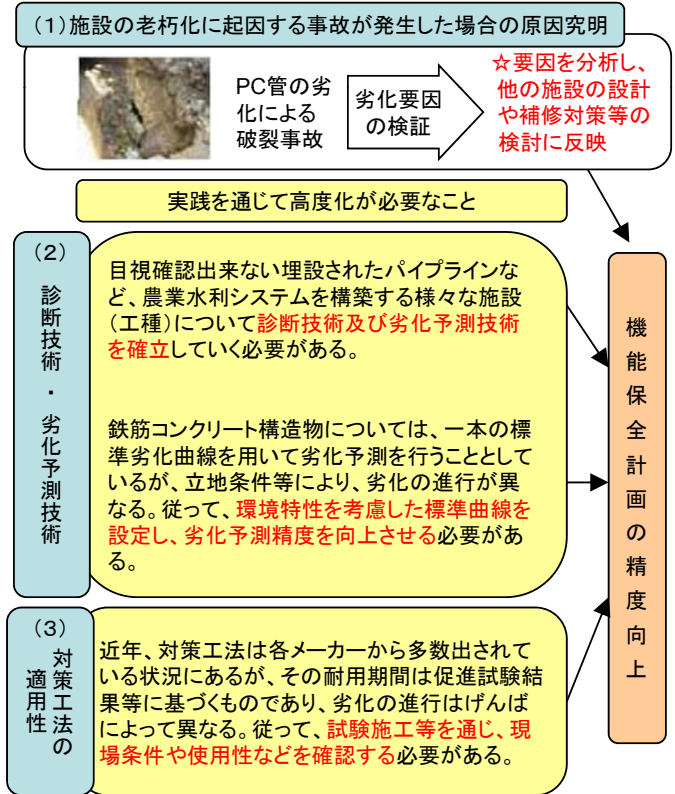 （１）施設の老朽化に起因する事故が発生した場合の原因究明
PC管の劣
化による
破裂事故
劣化要因
の検証
☆要因を分析し、
他の施設の設計
や補修対策等の
検討に反映
実践を通じて高度化が必要なこと
（２）
診断技術・劣化予測技術
目視確認出来ない埋設されたパイプラインな
ど、農業水利システムを構築する様々な施設
（工種）について診断技術及び劣化予測技術
を確立していく必要がある。
鉄筋コンクリート構造物については、一本の標
準劣化曲線を用いて劣化予測を行うこととして
いるが、立地条件等により、劣化の進行が異
なる。従って、環境特性を考慮した標準曲線を
設定し、劣化予測精度を向上させる必要があ
る。
（３）
対策工法の
適用性
近年、対策工法は各メーカーから多数出されて
いる状況にあるが、その耐用期間は促進試験結
果等に基づくものであり、劣化の進行はげんば
によって異なる。従って、試験施工等を通じ、現
場条件や使用性などを確認する必要がある。
機能保全計画の精度向上